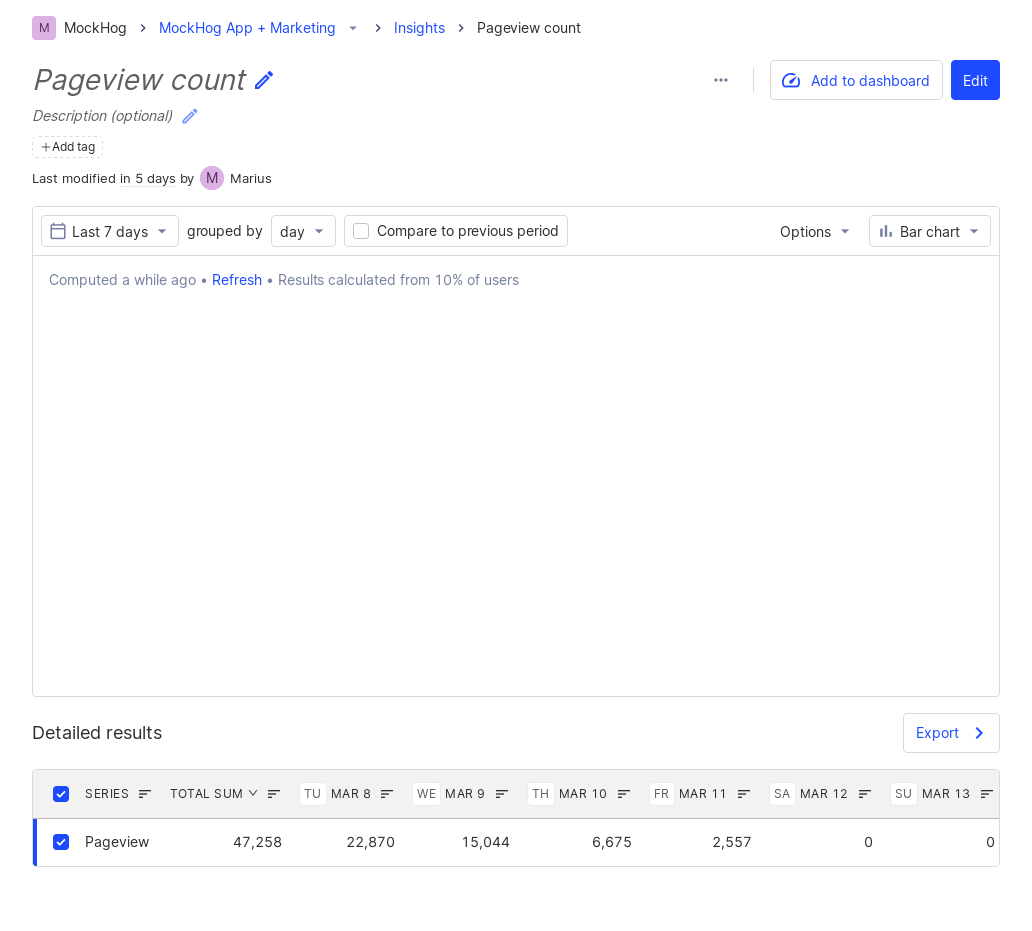 M MockHog > MockHog App + Marketing > Insights > Pageview count
Pageview count
Add to dashboard Edit
Description (optional)
+Add tag
Last modified in 5 days by M Marius
Last 7 days grouped by day Compare to previous period Options Bar chart
Computed a while ago • Refresh • Results calculated from 10% of users
Detailed results Export
SERIES TOTAL SUM TU MAR 8 WE MAR 9 TH MAR 10 FR MAR 11 SA MAR 12 SU MAR 13
Pageview 47,258 22,870 15,044 6,675 2,557 0 0